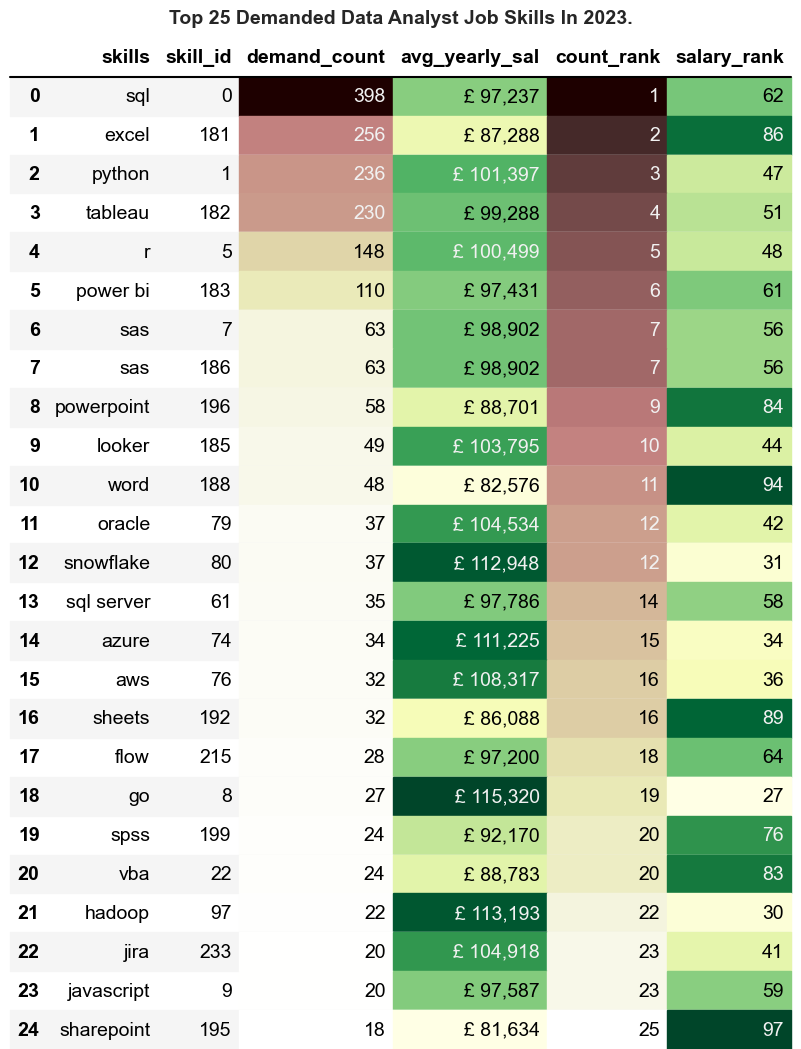 Top 25 Demanded Data Analyst Job Skills In 2023.
skills skill_id demand_count avg_yearly_sal count_rank salary_rank
0 sql 0 398 £ 97,237 1 62
1 excel 181 256 £ 87,288 2 86
2 python 1 236 £ 101,397 3 47
3 tableau 182 230 £ 99,288 4 51
4 r 5 148 £ 100,499 5 48
5 power bi 183 110 £ 97,431 6 61
6 sas 7 63 £ 98,902 7 56
7 sas 186 63 £ 98,902 7 56
8 powerpoint 196 58 £ 88,701 9 84
9 looker 185 49 £ 103,795 10 44
10 word 188 48 £ 82,576 11 94
11 oracle 79 37 £ 104,534 12 42
12 snowflake 80 37 £ 112,948 12 31
13 sql server 61 35 £ 97,786 14 58
14 azure 74 34 £ 111,225 15 34
15 aws 76 32 £ 108,317 16 36
16 sheets 192 32 £ 86,088 16 89
17 flow 215 28 £ 97,200 18 64
18 go 8 27 £ 115,320 19 27
19 spss 199 24 £ 92,170 20 76
20 vba 22 24 £ 88,783 20 83
21 hadoop 97 22 £ 113,193 22 30
22 jira 233 20 £ 104,918 23 41
23 javascript 9 20 £ 97,587 23 59
24 sharepoint 195 18 £ 81,634 25 97